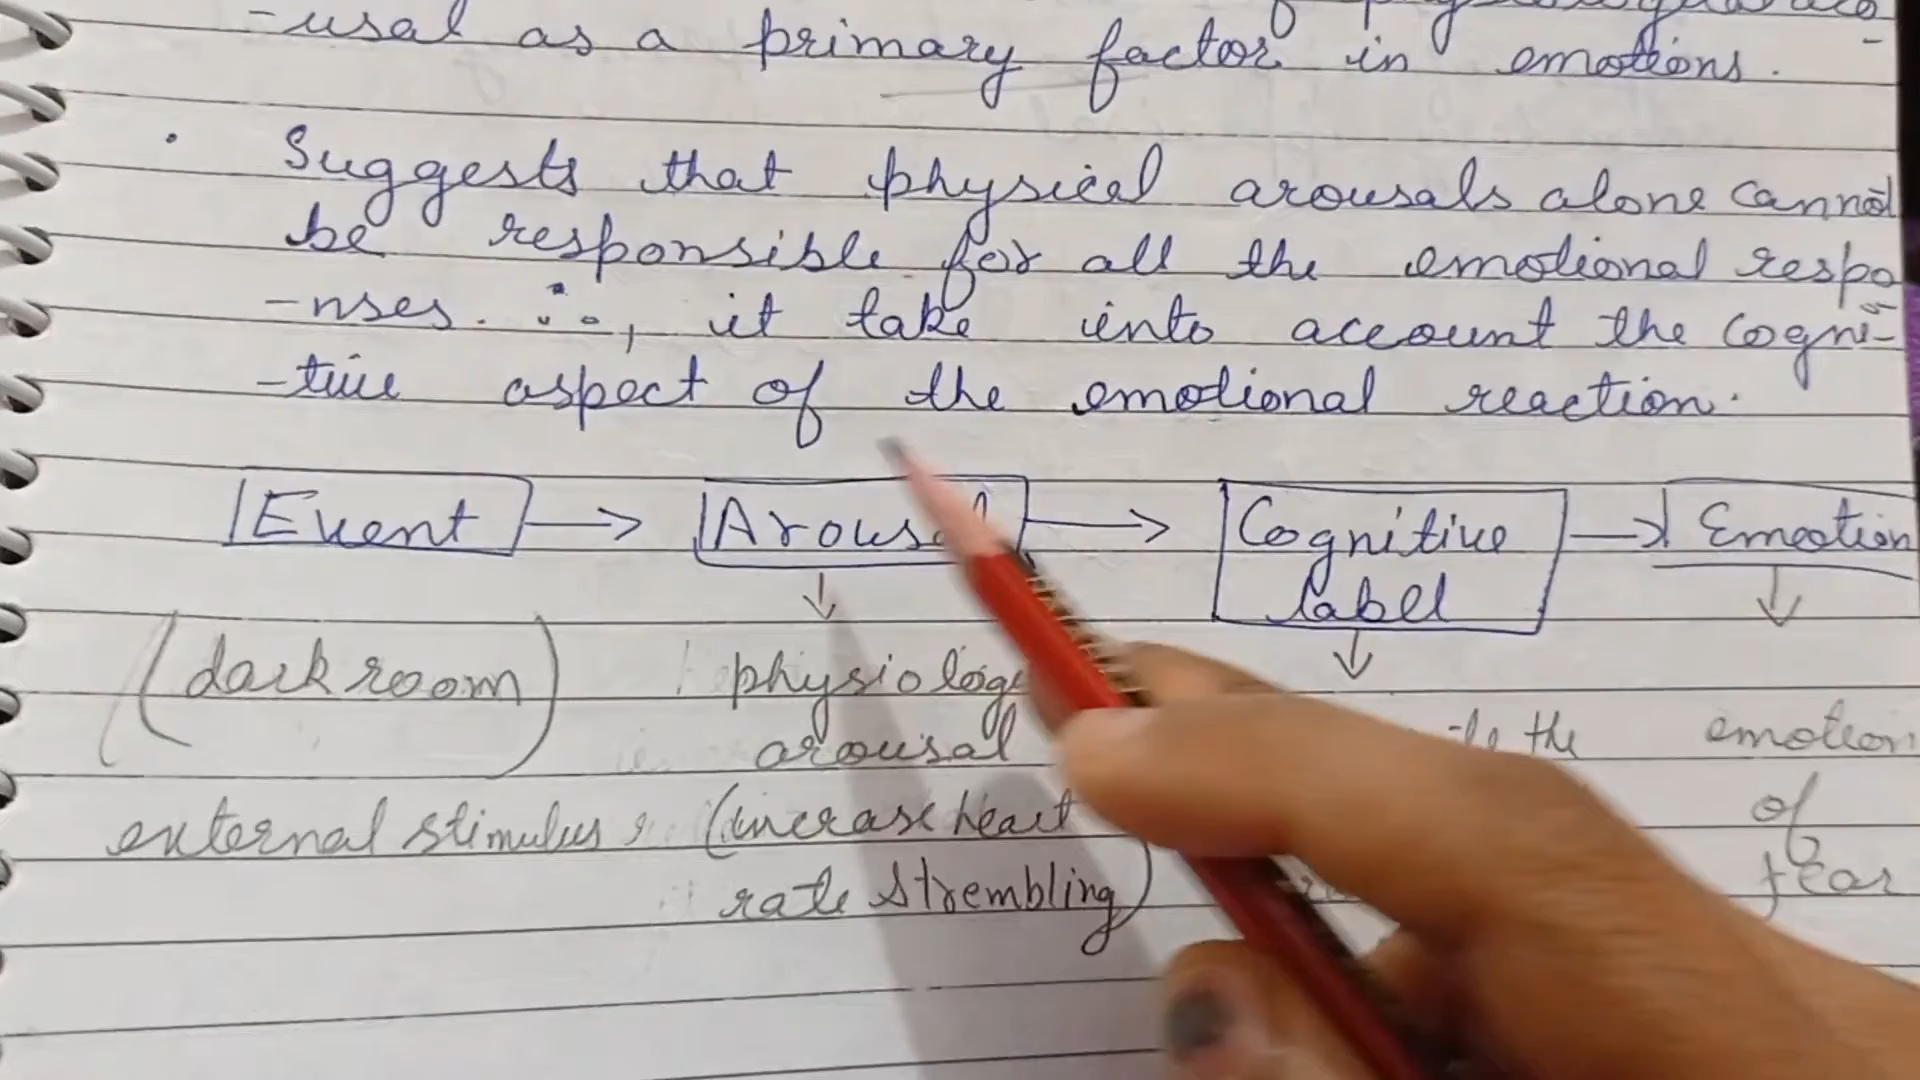 -usal as a primary factor in emotions.
· Suggests that physical arousals alone cannot
be responsible for all the emotional respo
-nses. ∴, it take into account the Cogni-
-tive aspect of the emotional reaction.
Event → Arousal → Cognitive label → Emotion
(dark room) physiolog
arousal the emotion
external stimulus (increase heart of
rate & trembling) fear